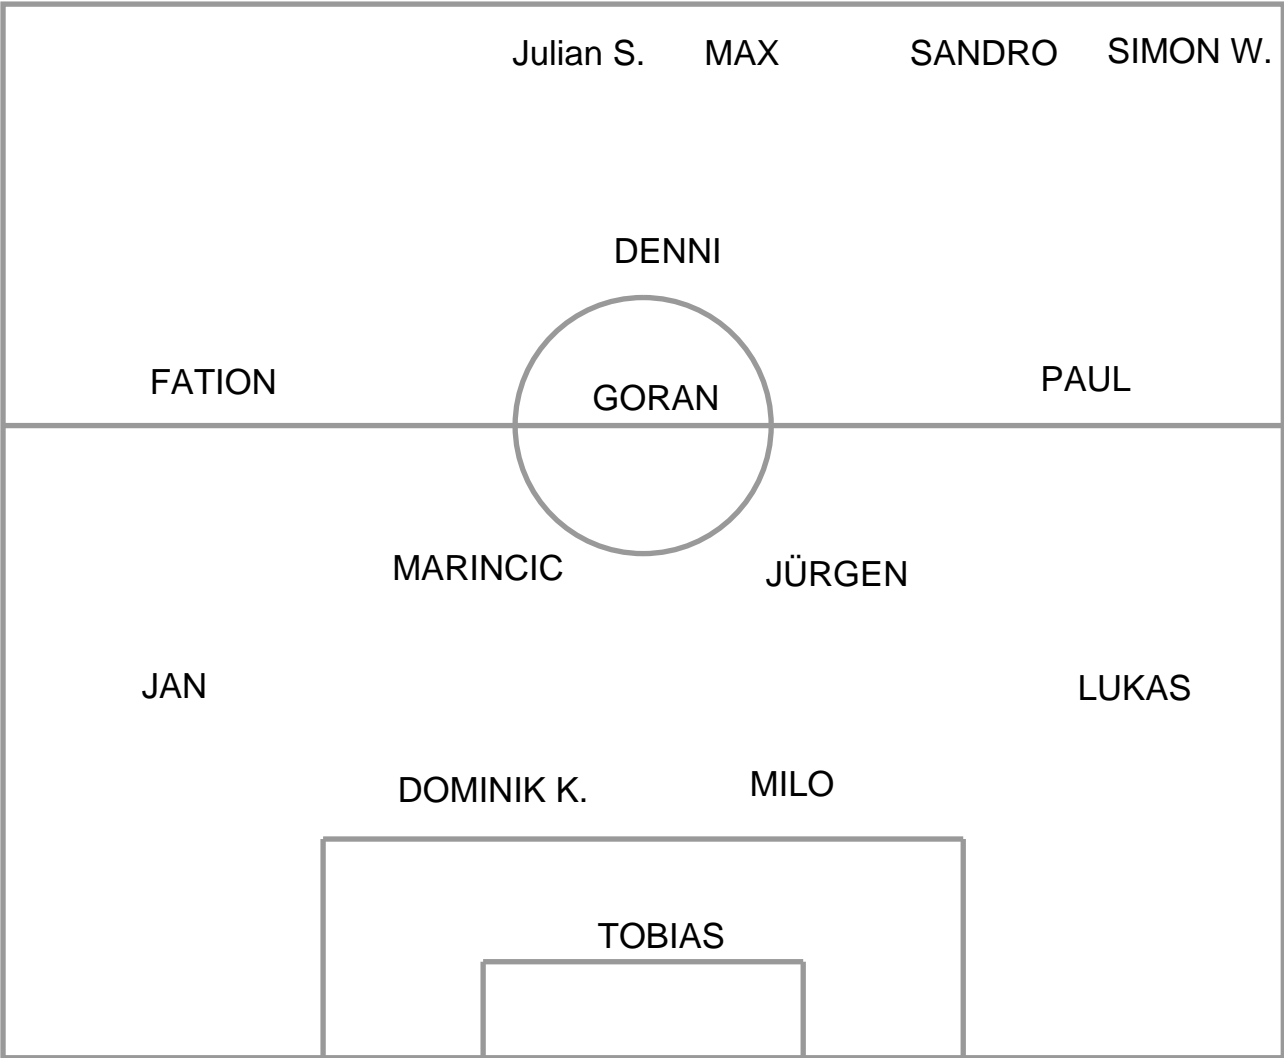 Julian S. MAX SANDRO SIMON W.
DENNI
FATION GORAN PAUL
MARINCIC JÜRGEN
JAN LUKAS
DOMINIK K. MILO
TOBIAS